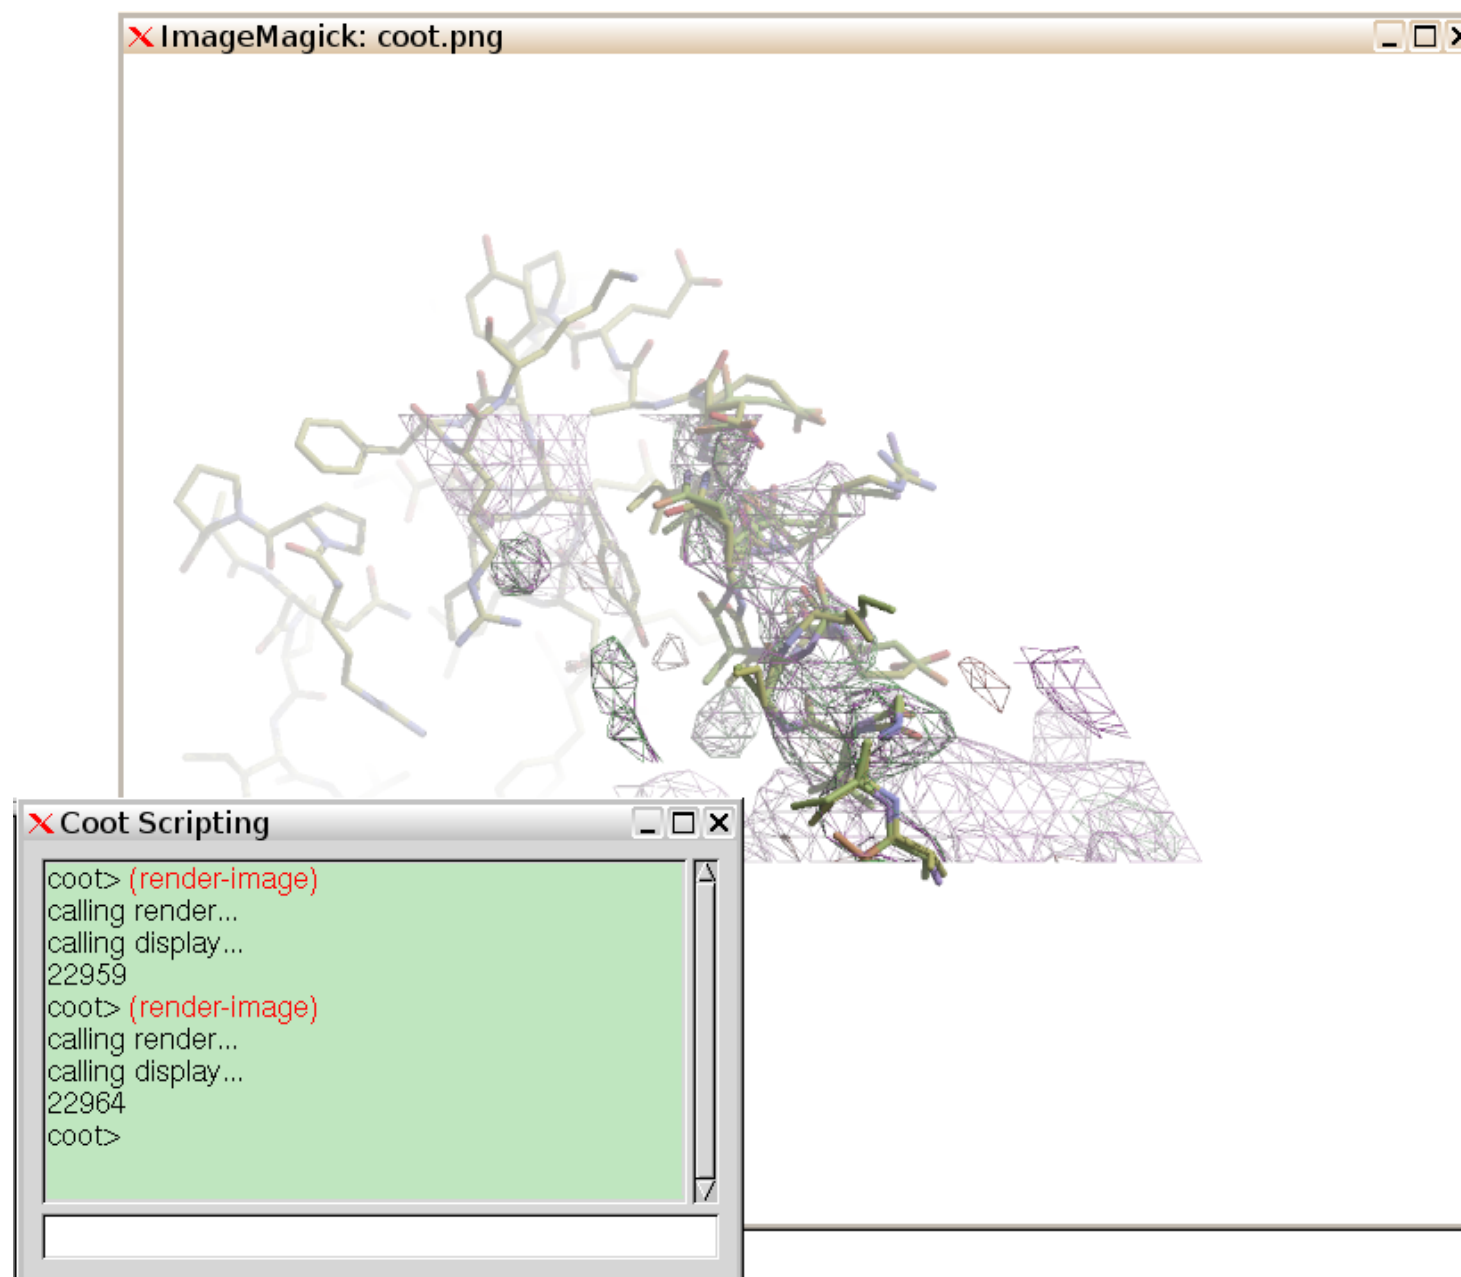 ImageMagick: coot.png
Coot Scripting
coot> (render-image)
calling render...
calling display...
22959
coot> (render-image)
calling render...
calling display...
22964
coot>